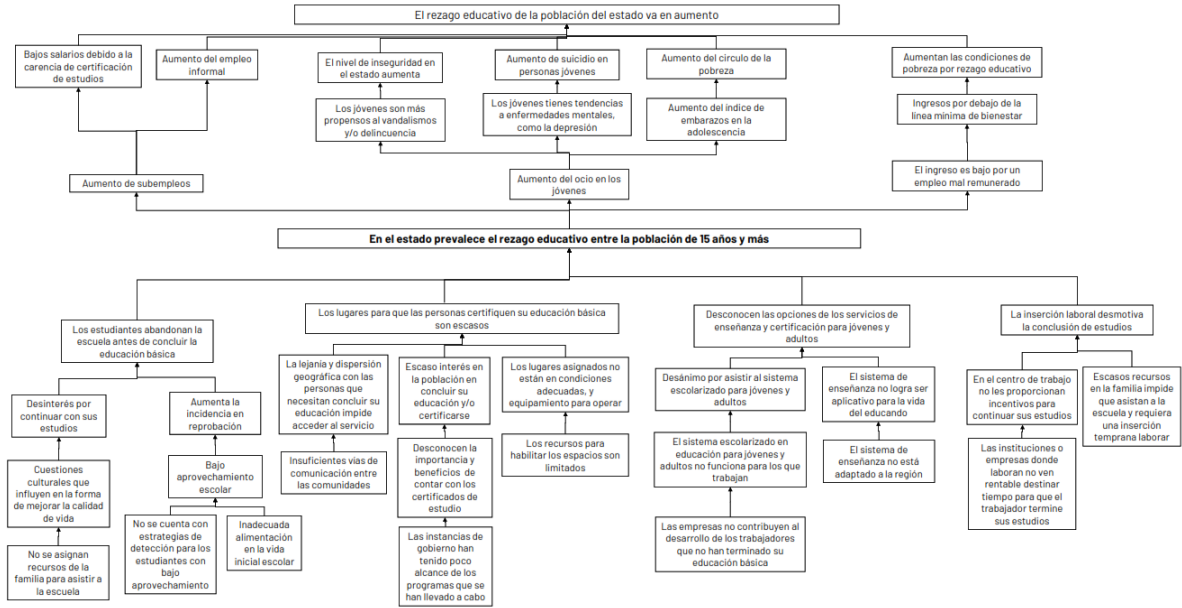 El rezago educativo de la población del estado va en aumento
Bajos salarios debido a la
carencia de certificación
de estudios
Aumento del empleo
informal
El nivel de inseguridad en
el estado aumenta
Aumento de suicidio en
personas jóvenes
Aumento del circulo de la
pobreza
Aumentan las condiciones de
pobreza por rezago educativo
Los jóvenes son más
propensos al vandalismos
y/o delincuencia
Los jóvenes tienes tendencias
a enfermedades mentales,
como la depresión
Aumento del índice de
embarazos en la
adolescencia
Ingresos por debajo de la
línea mínima de bienestar
Aumento de subempleos
Aumento del ocio en los
jóvenes
El ingreso es bajo por un
empleo mal remunerado
En el estado prevalece el rezago educativo entre la población de 15 años y más
Los estudiantes abandonan la
escuela antes de concluir la
educación básica
Los lugares para que las personas certifiquen su educación básica
son escasos
Desconocen las opciones de los servicios de
enseñanza y certificación para jóvenes y
adultos
La inserción laboral desmotiva
la conclusión de estudios
Desinterés por
continuar con sus
estudios
Aumenta la
incidencia en
reprobación
La lejanía y dispersión
geográfica con las
personas que
necesitan concluir su
educación impide
acceder al servicio
Escaso interés en
la población en
concluir su
educación y/o
certificarse
Los lugares asignados no
están en condiciones
adecuadas, y
equipamiento para operar
Desánimo por asistir al sistema
escolarizado para jóvenes y
adultos
El sistema de
enseñanza no logra ser
aplicativo para la vida
del educando
En el centro de trabajo
no les proporcionan
incentivos para
continuar sus estudios
Escasos recursos
en la familia impide
que asistan a la
escuela y requiera
una inserción
temprana laborar
Cuestiones
culturales que
influyen en la forma
de mejorar la calidad
de vida
Bajo
aprovechamiento
escolar
Insuficientes vías de
comunicación entre
las comunidades
Desconocen la
importancia y
beneficios de
contar con los
certificados de
estudio
Los recursos para
habilitar los espacios son
limitados
El sistema escolarizado en
educación para jóvenes y
adultos no funciona para los que
trabajan
El sistema de
enseñanza no está
adaptado a la región
Las instituciones o
empresas donde
laboran no ven
rentable destinar
tiempo para que el
trabajador termine
sus estudios
No se asignan
recursos de la
familia para asistir a
la escuela
No se cuenta con
estrategias de
detección para los
estudiantes con
bajo
aprovechamiento
Inadecuada
alimentación
en la vida
inicial escolar
Las instancias de
gobierno han
tenido poco
alcance de los
programas que se
han llevado a cabo
Las empresas no contribuyen al
desarrollo de los trabajadores
que no han terminado su
educación básica